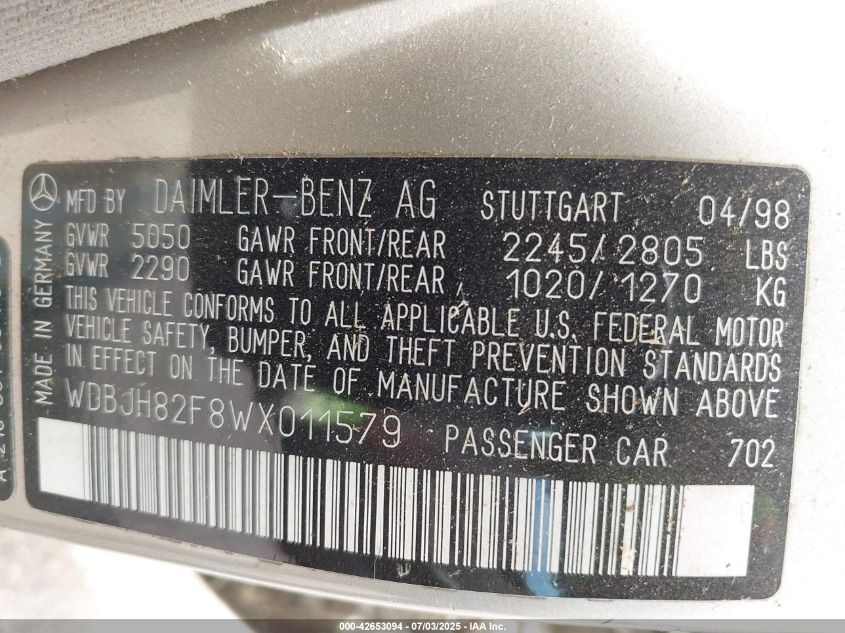 MFD BY DAIMLER-BENZ AG STUTTGART 04/98
GVWR 5050 GAWR FRONT/REAR 2245/2805 LBS
GVWR 2290 GAWR FRONT/REAR 1020/1270 KG
THIS VEHICLE CONFORMS TO ALL APPLICABLE U.S. FEDERAL MOTOR
VEHICLE SAFETY, BUMPER, AND THEFT PREVENTION STANDARDS
IN EFFECT ON THE DATE OF MANUFACTURE SHOWN ABOVE
WDBJH82F8WX011579 PASSENGER CAR 702
MADE IN GERMANY
000-42653094 - 07/03/2025 - IAA Inc.